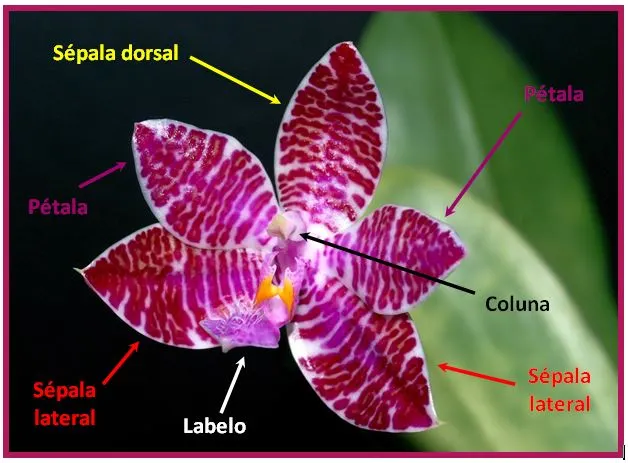 Sépala dorsal
Pétala
Pétala
Coluna
Sépala
lateral
Labelo
Sépala
lateral